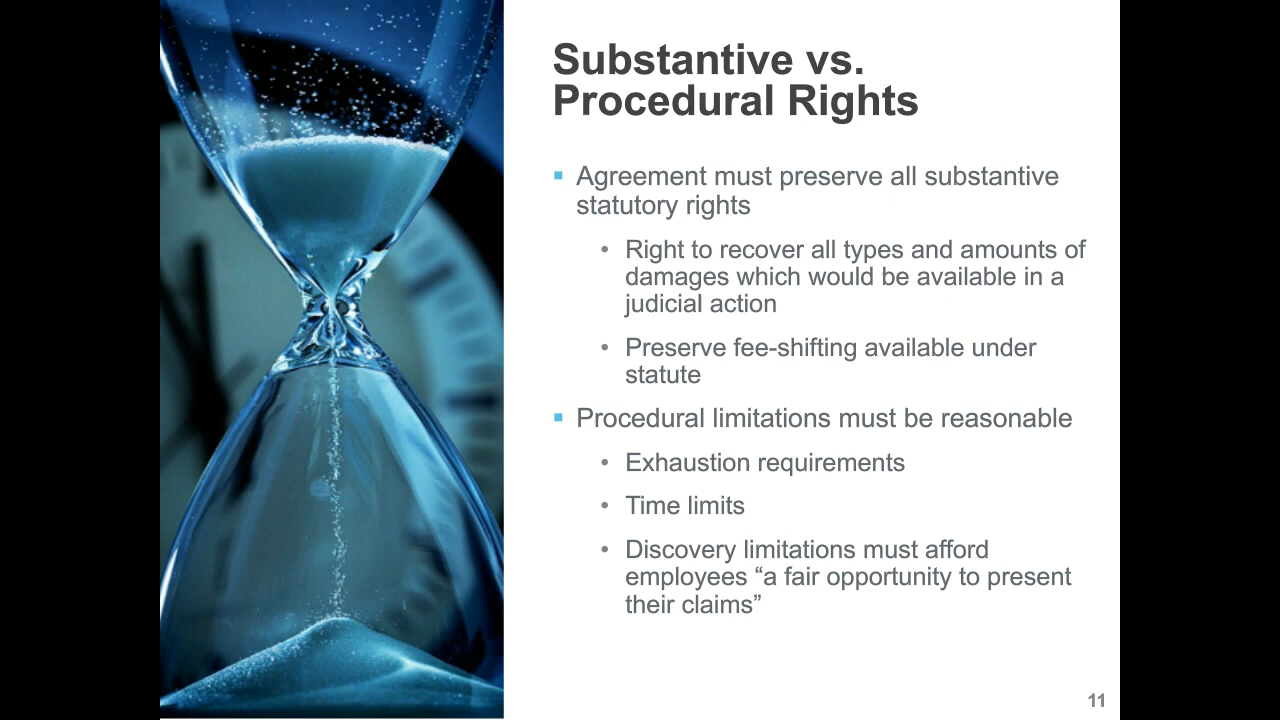 Substantive vs.
Procedural Rights
▪ Agreement must preserve all substantive
statutory rights
• Right to recover all types and amounts of
damages which would be available in a
judicial action
• Preserve fee-shifting available under
statute
▪ Procedural limitations must be reasonable
• Exhaustion requirements
• Time limits
• Discovery limitations must afford
employees “a fair opportunity to present
their claims”
11